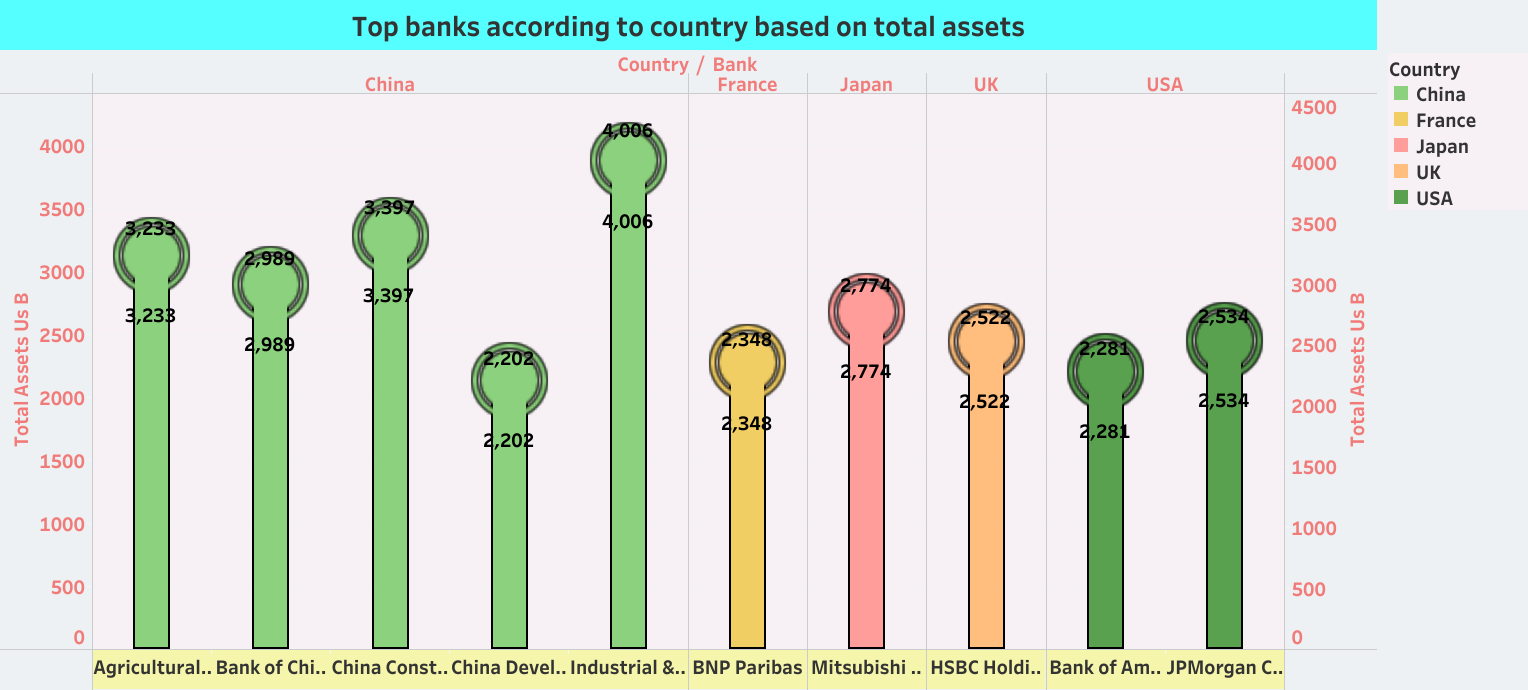 Top banks according to country based on total assets
Country / Bank
China France Japan UK USA
Country
China
France
Japan
UK
USA
Total Assets Us B
4000
3500
3000
2500
2000
1500
1000
500
0
3,233 2,989 3,397 2,202 4,006 2,348 2,774 2,522 2,281 2,534
3,233 2,989 3,397 2,202 4,006 2,348 2,774 2,522 2,281 2,534
4500
4000
3500
3000
2500
2000
1500
1000
500
0
Total Assets Us B
Agricultural.. Bank of Chi.. China Const.. China Devel.. Industrial &.. BNP Paribas Mitsubishi .. HSBC Holdi.. Bank of Am.. JPMorgan C..